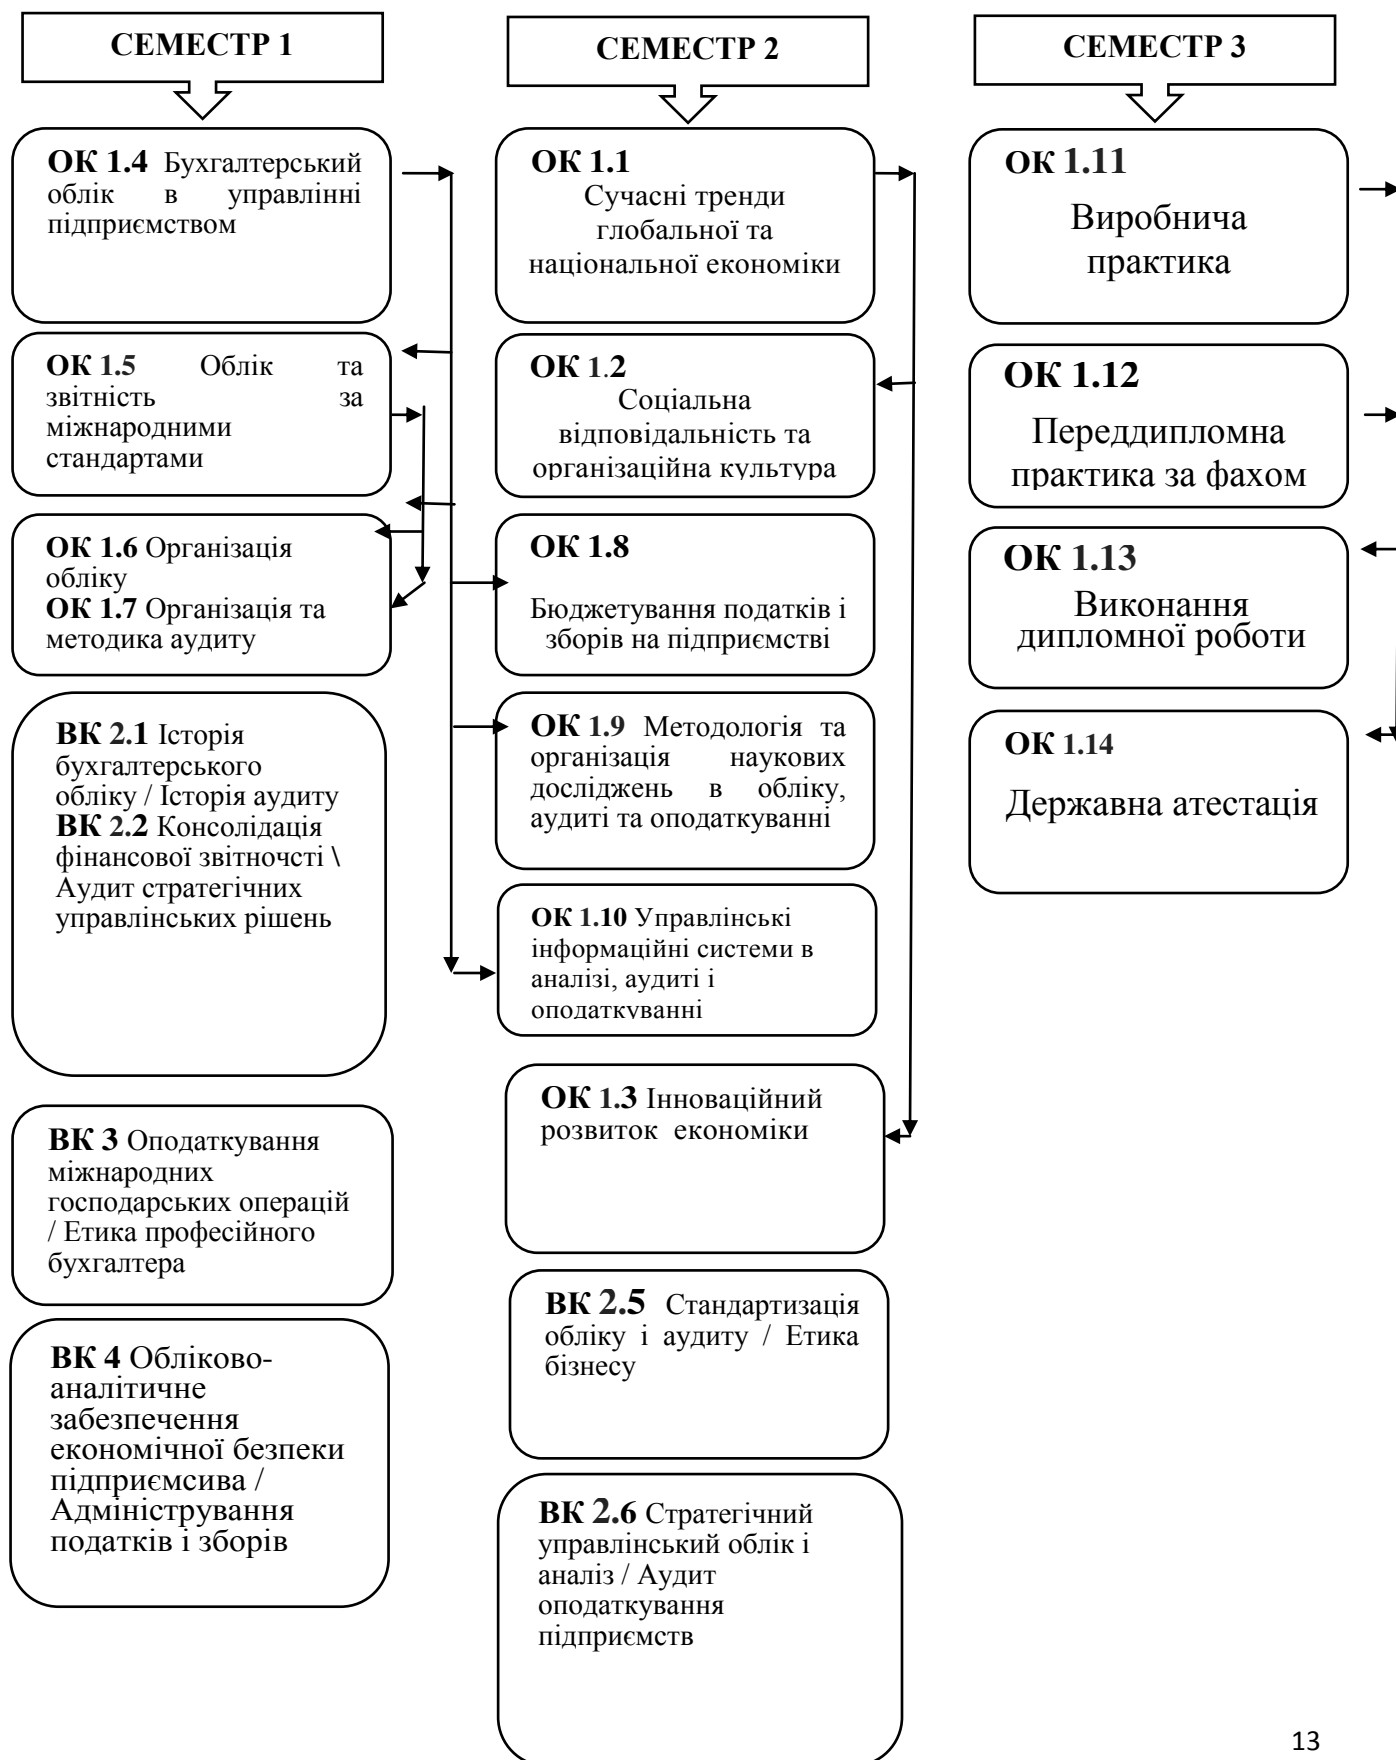 СЕМЕСТР 1
ОК 1.4 Бухгалтерський
облік в управлінні
підприємством
ОК 1.5 Облік та
звітність за
міжнародними
стандартами
ОК 1.6 Організація
обліку
ОК 1.7 Організація та
методика аудиту
ВК 2.1 Історія
бухгалтерського
обліку / Історія аудиту
ВК 2.2 Консолідація
фінансової звітночсті \
Аудит стратегічних
управлінських рішень
ВК 3 Оподаткування
міжнародних
господарських операцій
/ Етика професійного
бухгалтера
ВК 4 Обліково-
аналітичне
забезпечення
економічної безпеки
підприємсива /
Адміністрування
податків і зборів
СЕМЕСТР 2
ОК 1.1
Сучасні тренди
глобальної та
національної економіки
ОК 1.2
Соціальна
відповідальність та
організаційна культура
ОК 1.8
Бюджетування податків і
зборів на підприємстві
ОК 1.9 Методологія та
організація наукових
досліджень в обліку,
аудиті та оподаткуванні
ОК 1.10 Управлінські
інформаційні системи в
аналізі, аудиті і
оподаткуванні
ОК 1.3 Інноваційний
розвиток економіки
ВК 2.5 Стандартизація
обліку і аудиту / Етика
бізнесу
ВК 2.6 Стратегічний
управлінський облік і
аналіз / Аудит
оподаткування
підприємств
СЕМЕСТР 3
ОК 1.11
Виробнича
практика
ОК 1.12
Переддипломна
практика за фахом
ОК 1.13
Виконання
дипломної роботи
ОК 1.14
Державна атестація
13